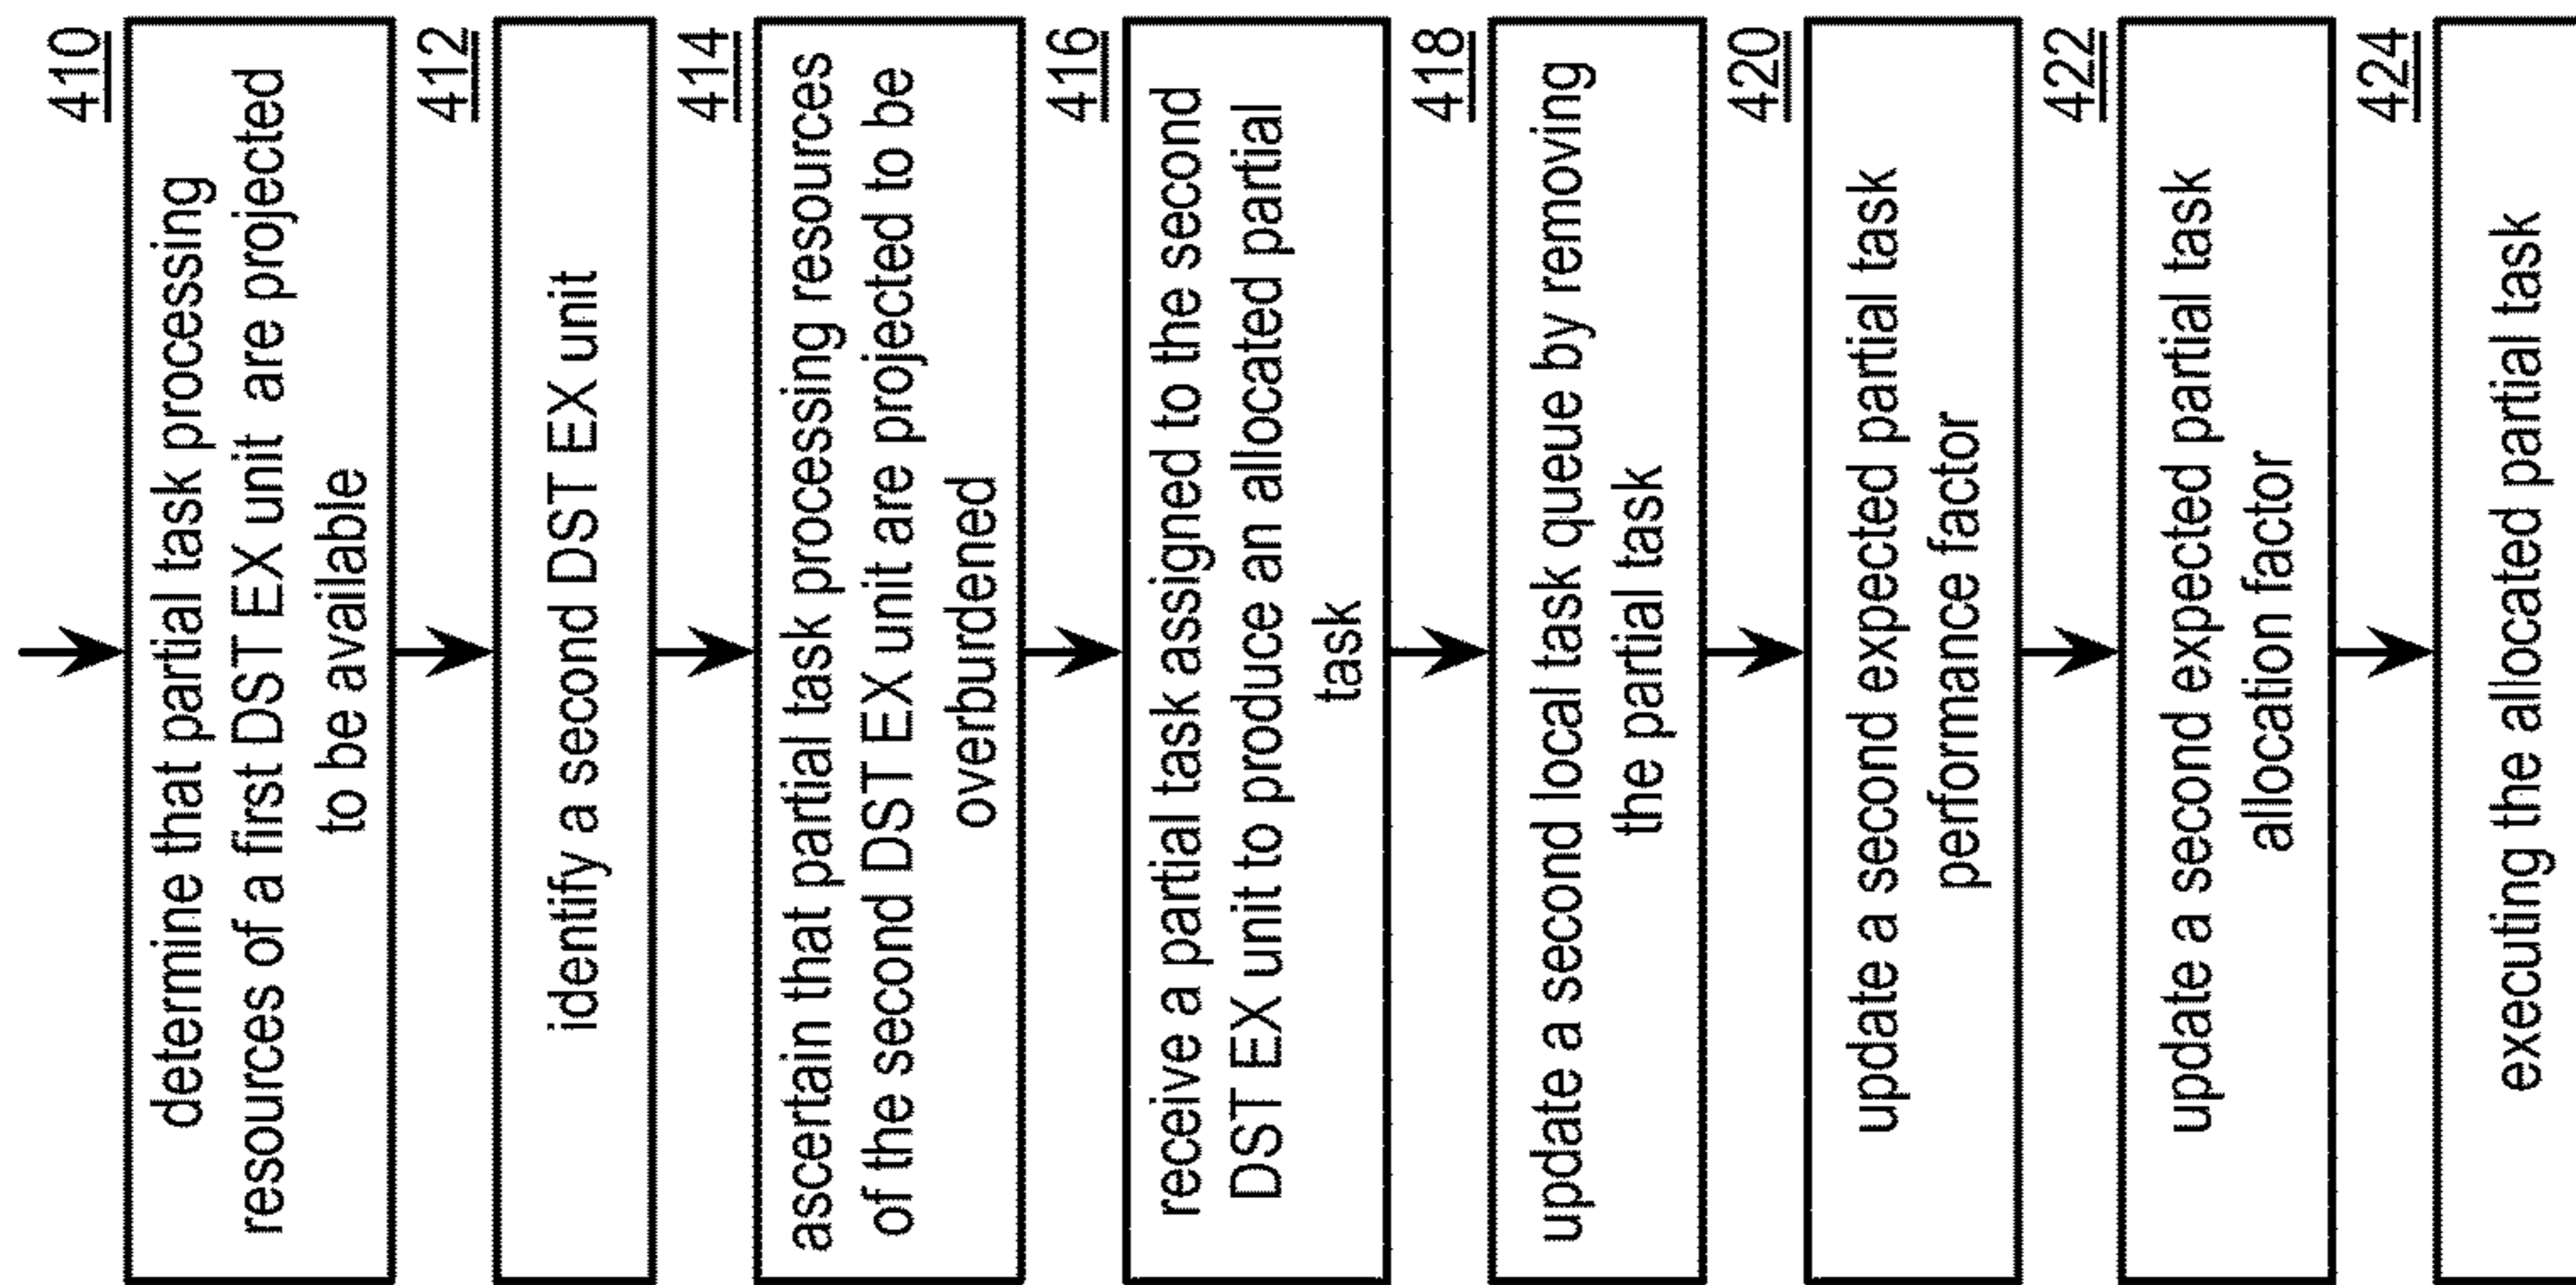 410
determine that partial task processing
resources of a first DST EX unit are projected
to be available
412
identify a second DST EX unit
414
ascertain that partial task processing resources
of the second DST EX unit are projected to be
overburdened
416
receive a partial task assigned to the second
DST EX unit to produce an allocated partial
task
418
update a second local task queue by removing
the partial task
420
update a second expected partial task
performance factor
422
update a second expected partial task
allocation factor
424
executing the allocated partial task